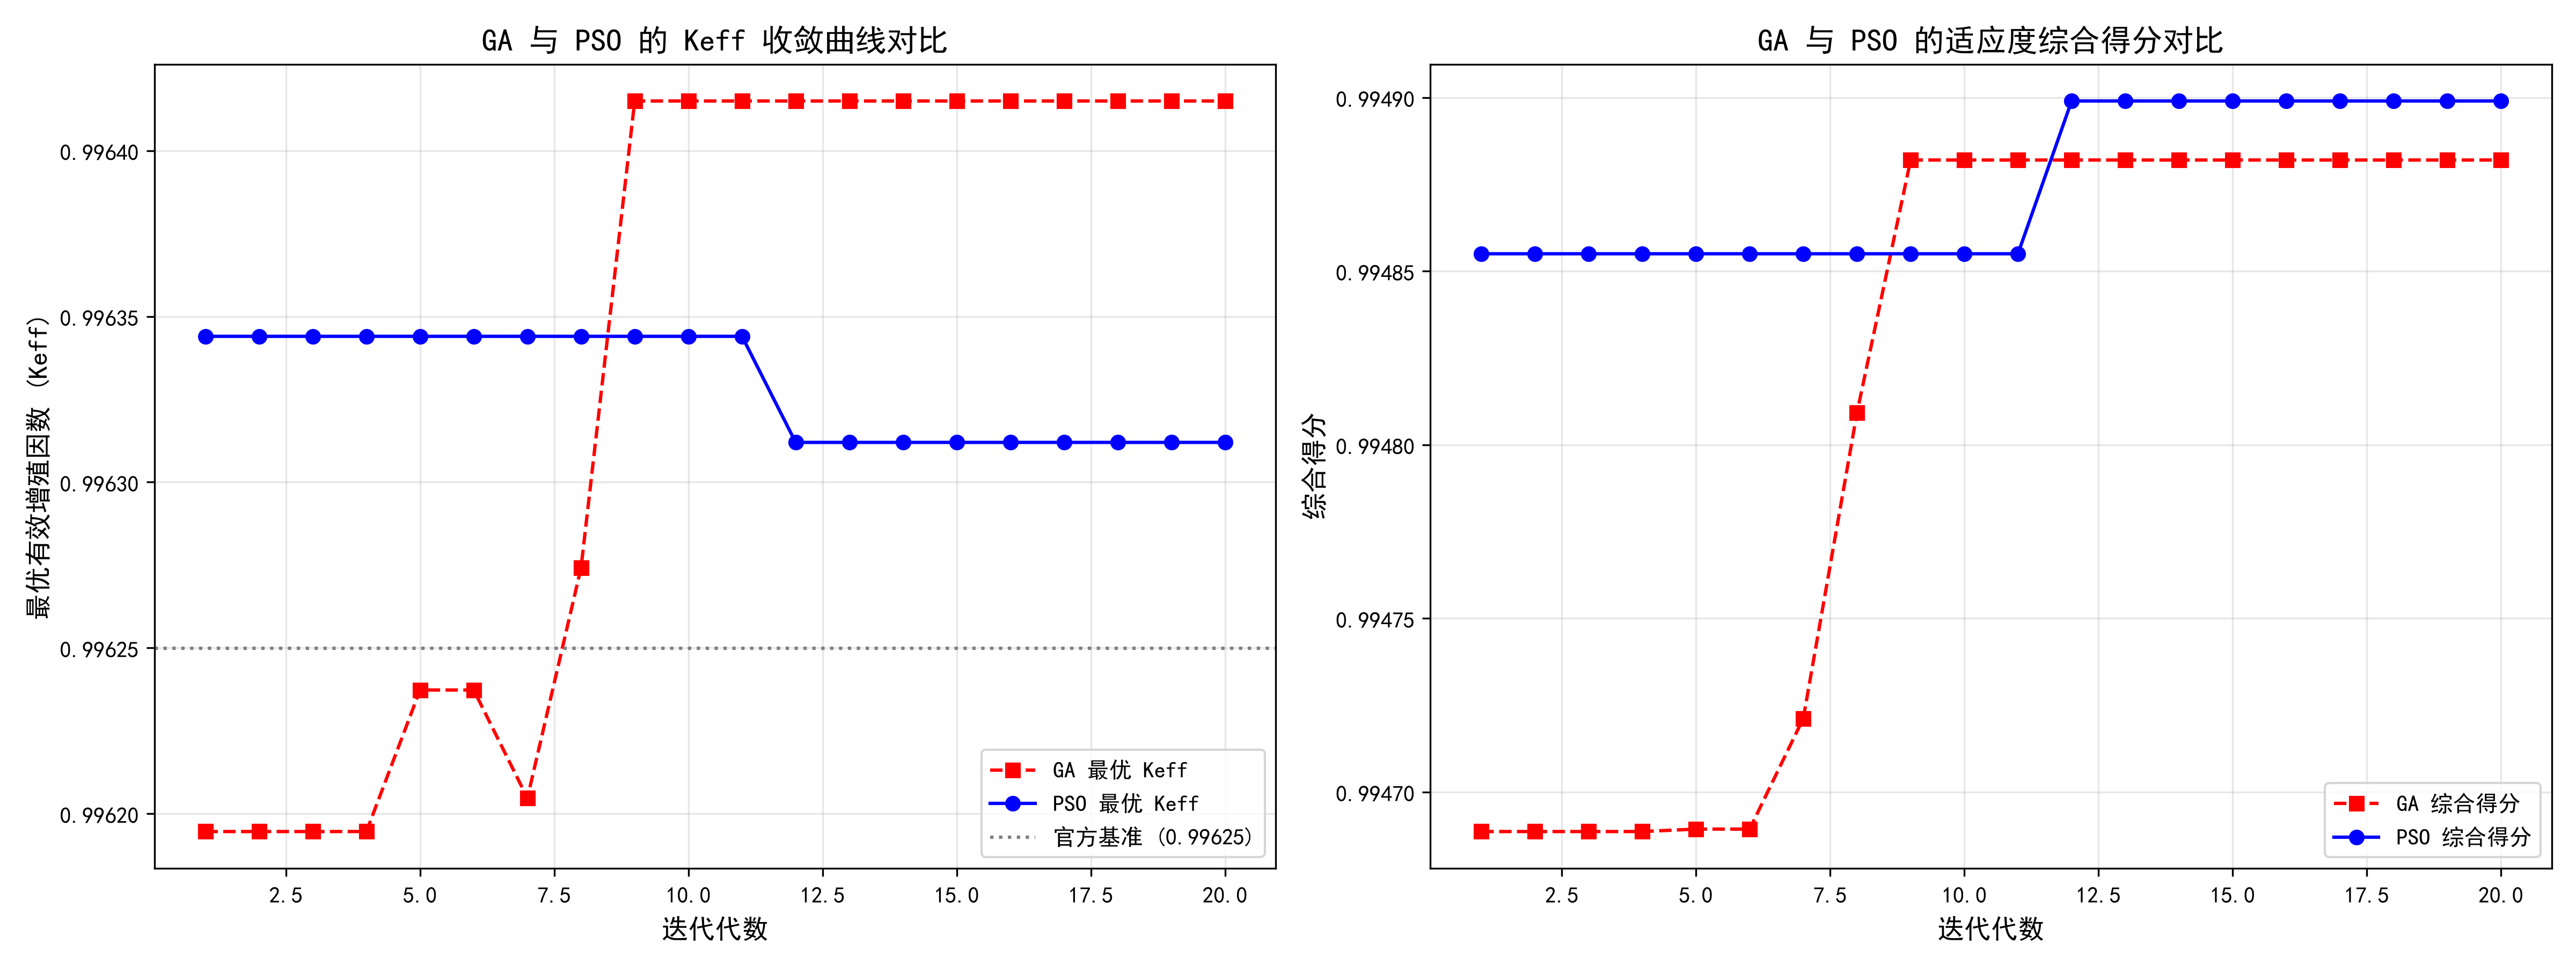 GA 与 PSO 的 Keff 收敛曲线对比
最优有效增殖因数 (Keff)
0.99640
0.99635
0.99630
0.99625
0.99620
2.5 5.0 7.5 10.0 12.5 15.0 17.5 20.0
迭代代数
GA 最优 Keff
PSO 最优 Keff
官方基准 (0.99625)
GA 与 PSO 的适应度综合得分对比
综合得分
0.99490
0.99485
0.99480
0.99475
0.99470
2.5 5.0 7.5 10.0 12.5 15.0 17.5 20.0
迭代代数
GA 综合得分
PSO 综合得分